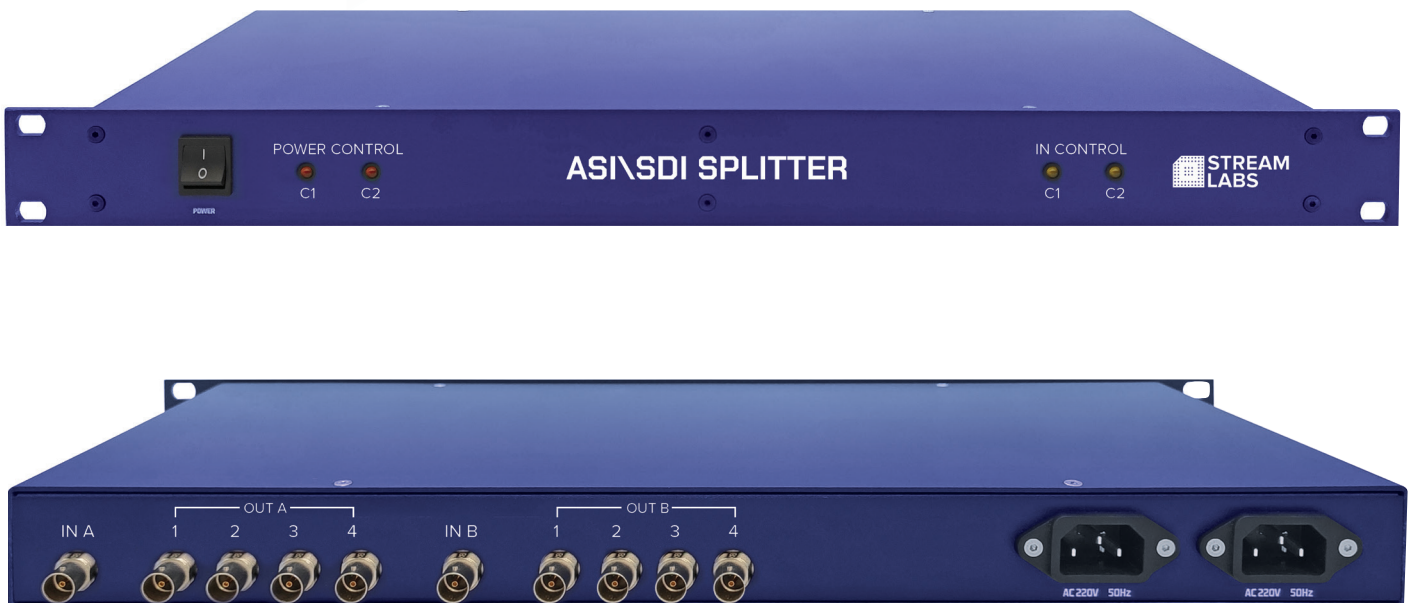 I
O
POWER
POWER CONTROL
C1 C2
ASI\SDI SPLITTER
IN CONTROL
C1 C2
STREAM
LABS
IN A
OUT A
1 2 3 4
IN B
OUT B
1 2 3 4
AC 220V 50Hz
AC 220V 50Hz